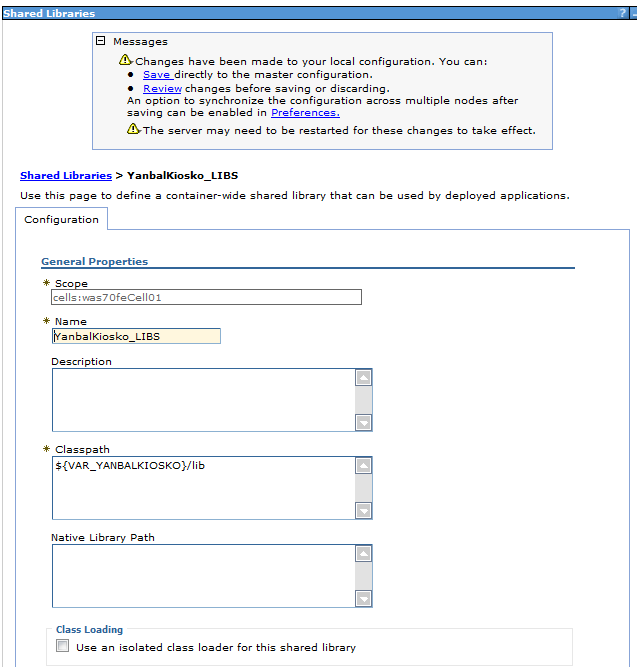 Shared Libraries ? -
Messages
Changes have been made to your local configuration. You can:
• Save directly to the master configuration.
• Review changes before saving or discarding.
An option to synchronize the configuration across multiple nodes after
saving can be enabled in Preferences.
The server may need to be restarted for these changes to take effect.
Shared Libraries > YanbalKiosko_LIBS
Use this page to define a container-wide shared library that can be used by deployed applications.
Configuration
General Properties
* Scope
cells:was70feCell01
* Name
YanbalKiosko_LIBS
Description
* Classpath
${VAR_YANBALKIOSKO}/lib
Native Library Path
Class Loading
Use an isolated class loader for this shared library